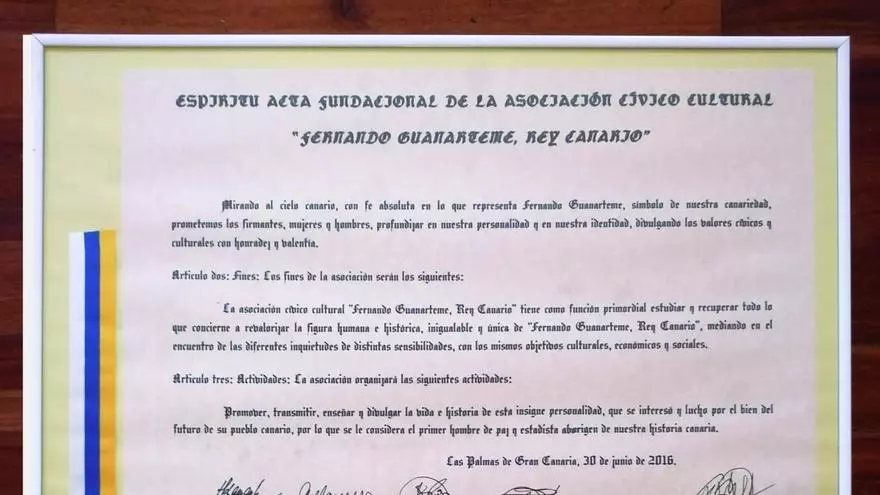 ESPIRITU ACTA FUNDACIONAL DE LA ASOCIACIÓN CÍVICO CULTURAL
"FERNANDO GUANARTEME, REY CANARIO"
Mirando al cielo canario, con fe absoluta en lo que representa Fernando Guanarteme, símbolo de nuestra canariedad,
prometemos los firmantes, mujeres y hombres, profundizar en nuestra personalidad y en nuestra identidad, divulgando los valores cívicos y
culturales con honradez y valentía.
Articulo dos: Fines: Los fines de la asociación serán los siguientes:
La asociación cívico cultural "Fernando Guanarteme, Rey Canario" tiene como función primordial estudiar y recuperar todo lo
que concierne a revalorizar la figura humana e histórica, inigualable y única de "Fernando Guanarteme, Rey Canario", mediando en el
encuentro de las diferentes inquietudes de distintas sensibilidades, con los mismos objetivos culturales, económicos y sociales.
Articulo tres: Actividades: La asociación organizará las siguientes actividades:
Promover, transmitir, enseñar y divulgar la vida e historia de esta insigne personalidad, que se interesó y lucho por el bien del
futuro de su pueblo canario, por lo que se le considera el primer hombre de paz y estadista aborigen de nuestra historia canaria.
Las Palmas de Gran Canaria, 30 de junio de 2016.